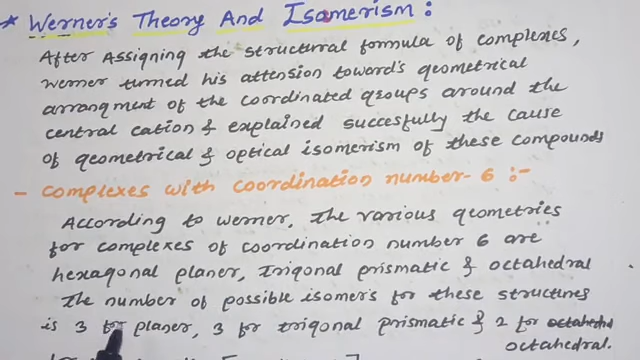 * Werner's Theory And Isomerism :
After Assigning the structural formula of complexes,
Werner turned his attension toward's geometrical
arrangment of the coordinated groups around the
central cation & explained succesfully the cause
of geometrical & optical isomerism of these compounds
- Complexes with coordination number-6 :-
According to Werner, The various geometries
for complexes of coordination number 6 are
hexagonal planer, Trigonal prismatic & octahedral
The number of possible isomers for these structures
is 3 for planer, 3 for trigonal prismatic & 2 for
octahedral.